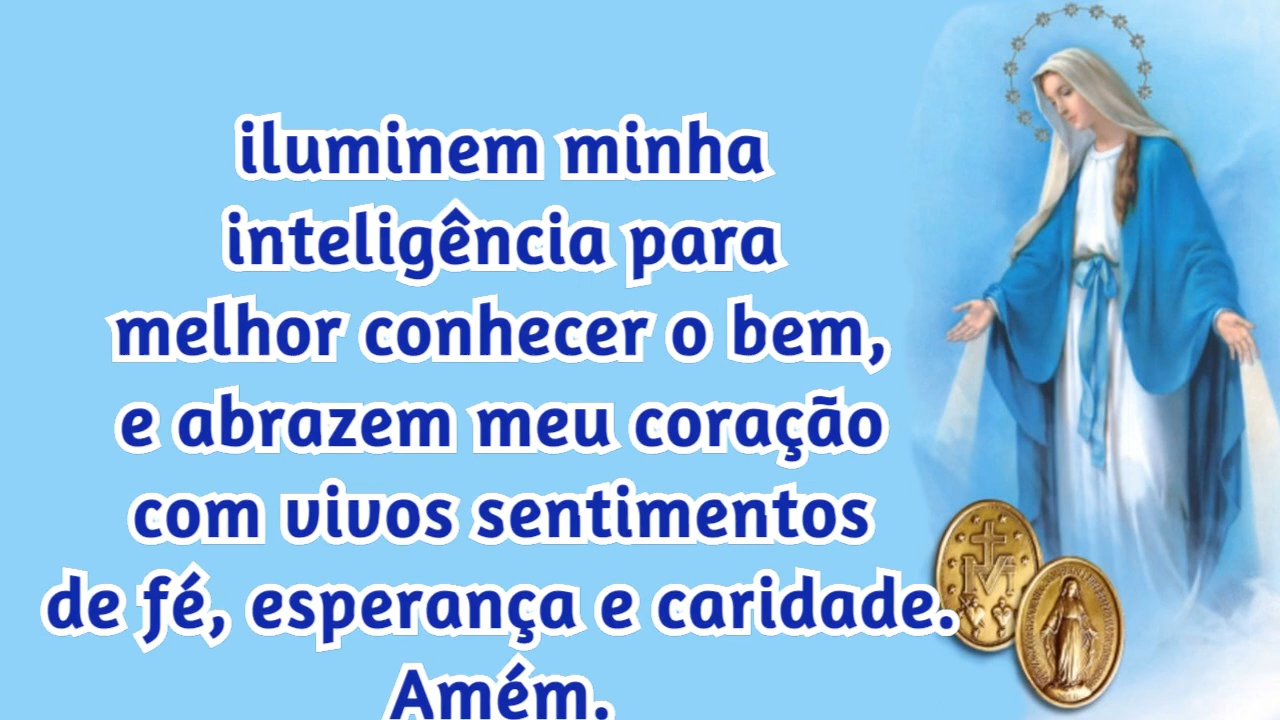 iluminem minha
inteligência para
melhor conhecer o bem,
e abrazem meu coração
com vivos sentimentos
de fé, esperança e caridade.
Amém.